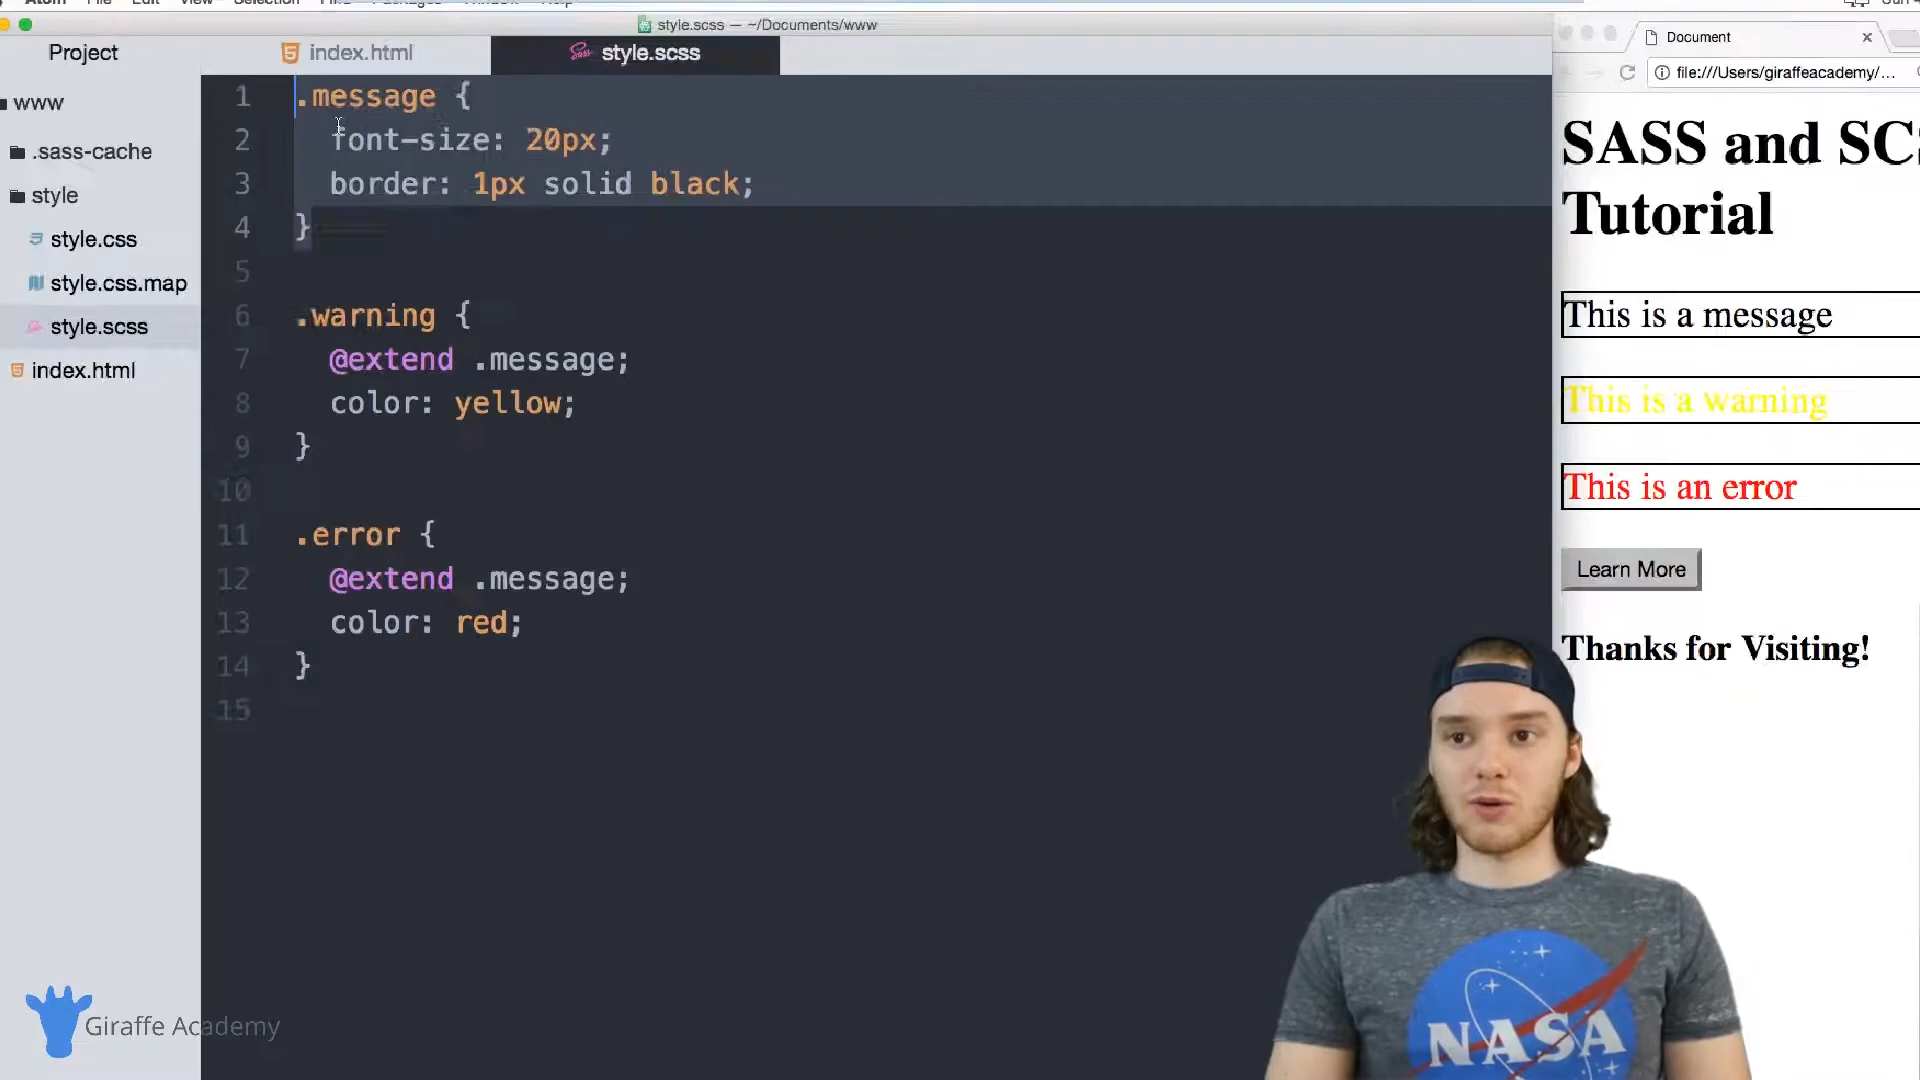 style.scss — ~/Documents/www
Project
index.html
style.scss
Document
file:///Users/giraffeacademy/...
www
.sass-cache
style
style.css
style.css.map
style.scss
index.html
1 .message {
2 font-size: 20px;
3 border: 1px solid black;
4 }
5
6 .warning {
7 @extend .message;
8 color: yellow;
9 }
10
11 .error {
12 @extend .message;
13 color: red;
14 }
15
SASS and SC
Tutorial
This is a message
This is a warning
This is an error
Learn More
Thanks for Visiting!
NASA
Giraffe Academy